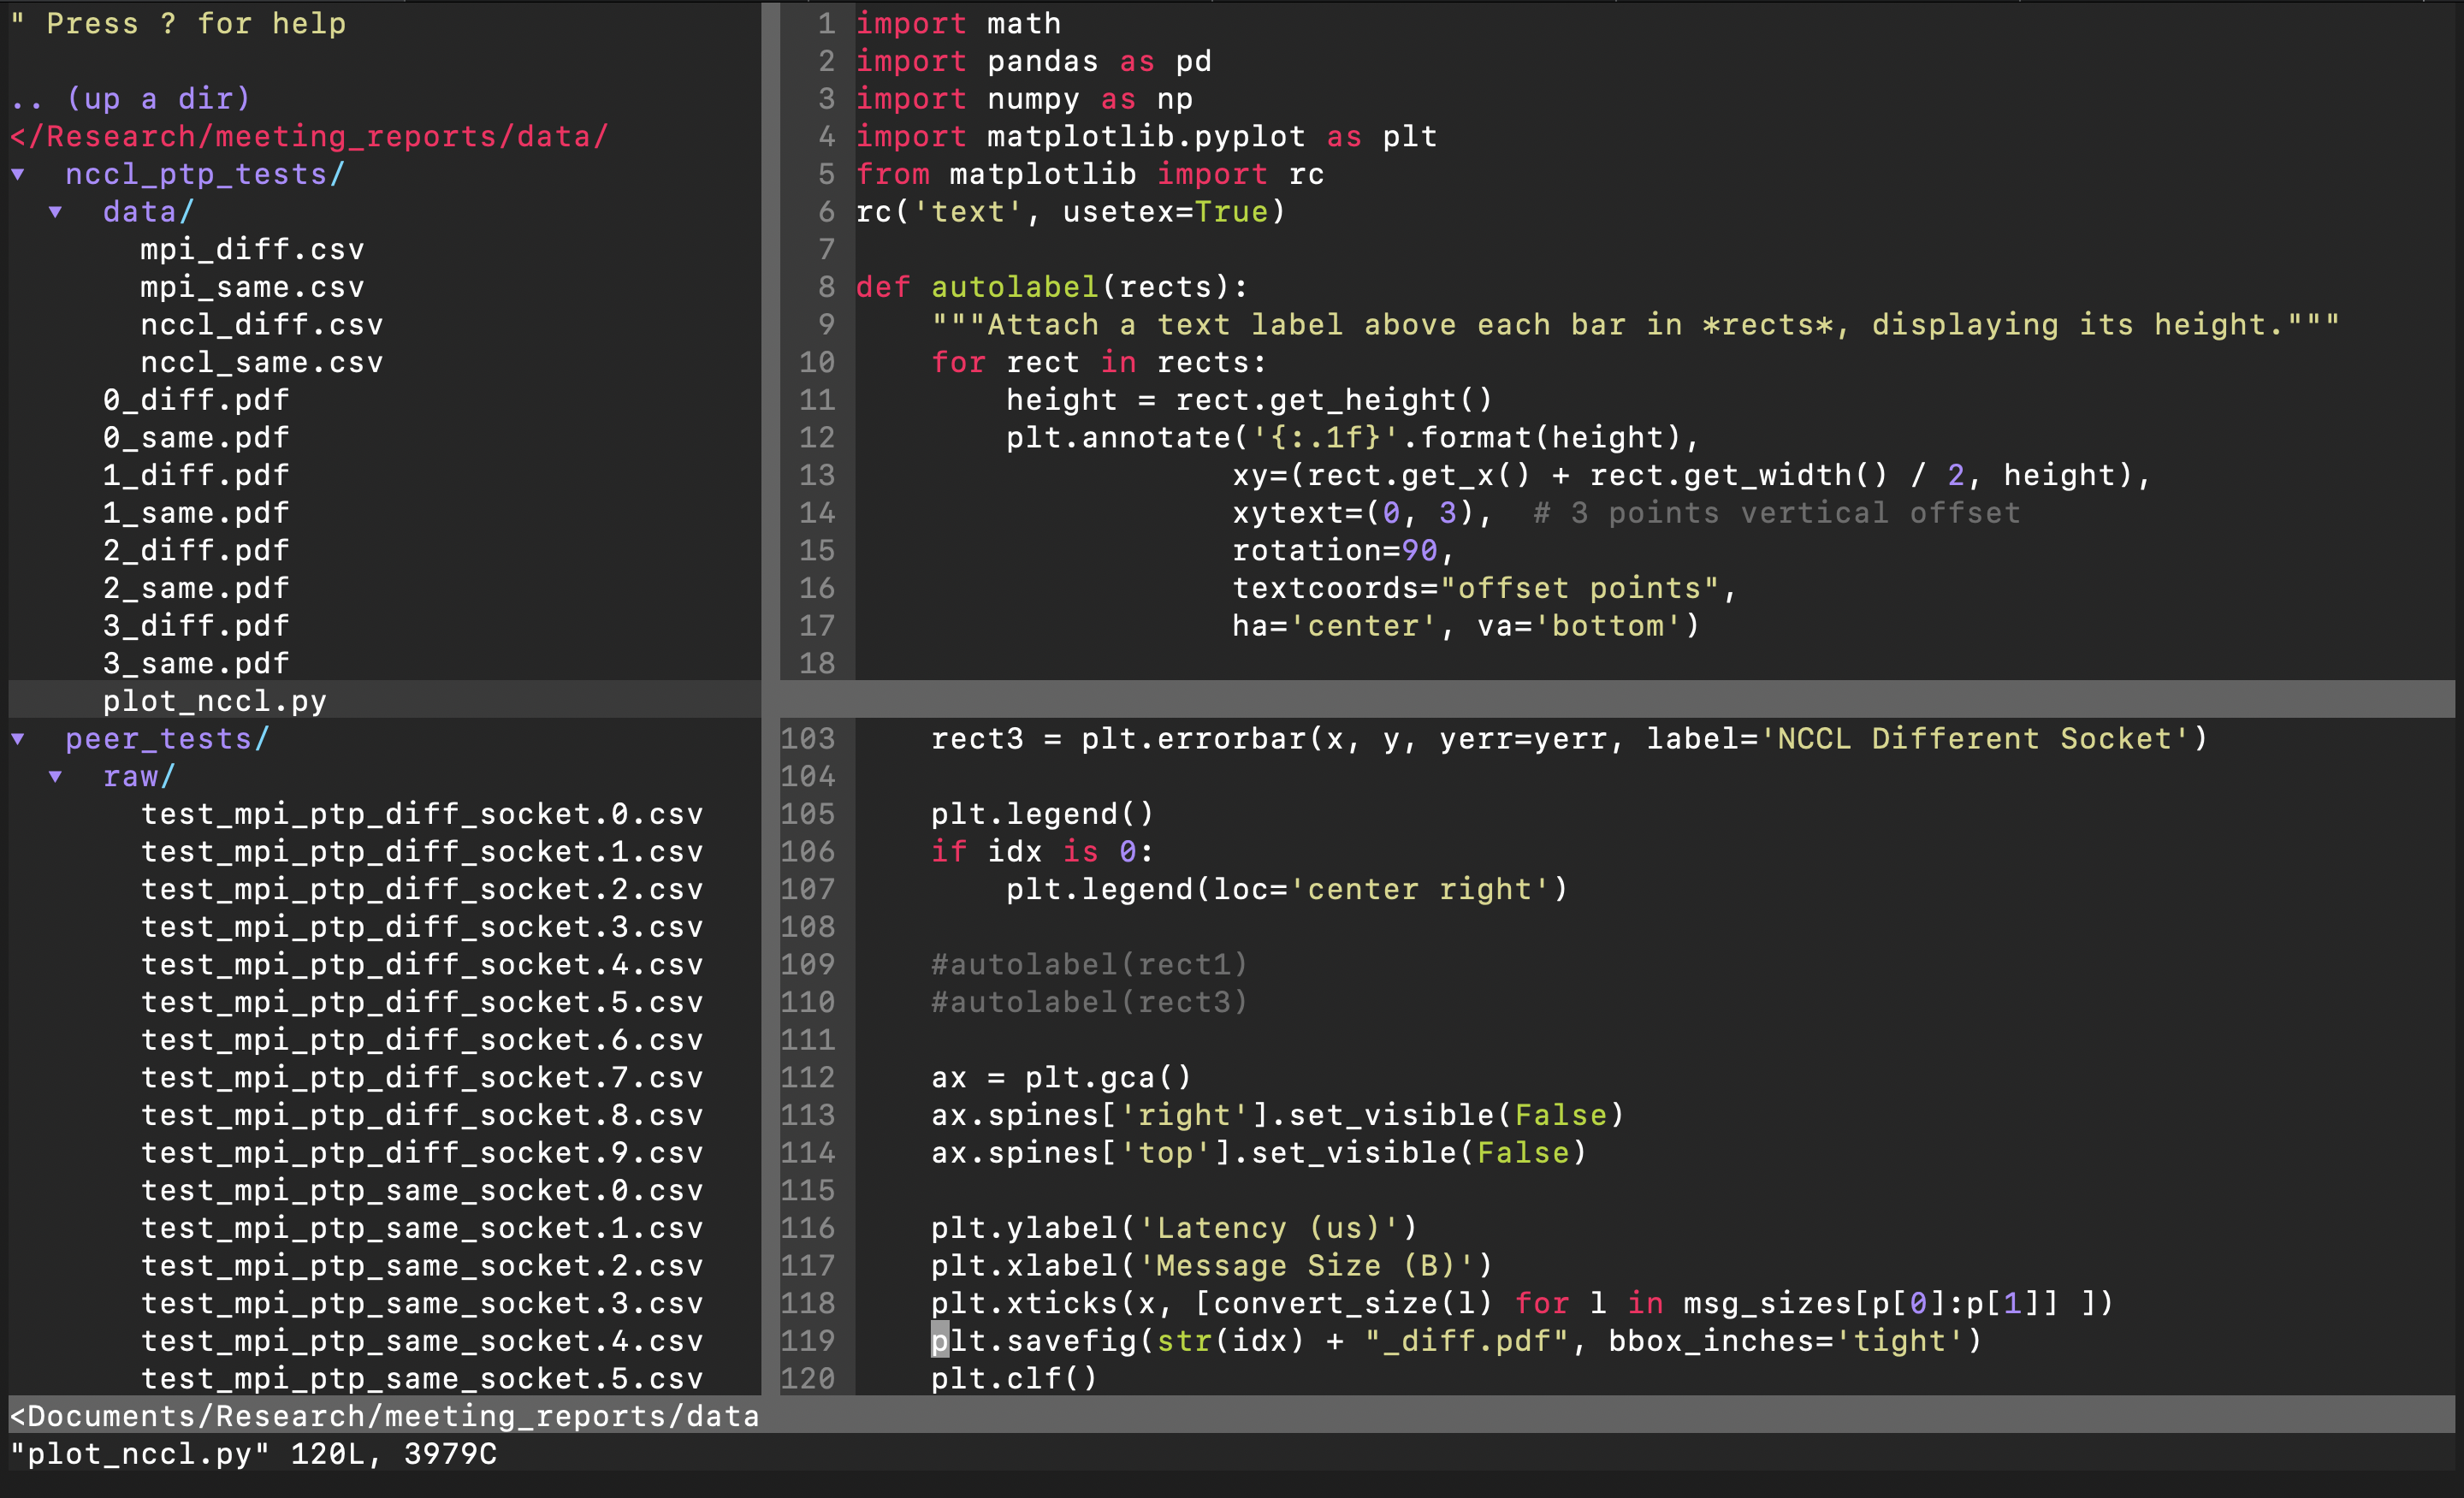 " Press ? for help
.. (up a dir)
</Research/meeting_reports/data/
▾  nccl_ptp_tests/
  ▾  data/
       mpi_diff.csv
       mpi_same.csv
       nccl_diff.csv
       nccl_same.csv
     0_diff.pdf
     0_same.pdf
     1_diff.pdf
     1_same.pdf
     2_diff.pdf
     2_same.pdf
     3_diff.pdf
     3_same.pdf
     plot_nccl.py
▾  peer_tests/
  ▾  raw/
       test_mpi_ptp_diff_socket.0.csv
       test_mpi_ptp_diff_socket.1.csv
       test_mpi_ptp_diff_socket.2.csv
       test_mpi_ptp_diff_socket.3.csv
       test_mpi_ptp_diff_socket.4.csv
       test_mpi_ptp_diff_socket.5.csv
       test_mpi_ptp_diff_socket.6.csv
       test_mpi_ptp_diff_socket.7.csv
       test_mpi_ptp_diff_socket.8.csv
       test_mpi_ptp_diff_socket.9.csv
       test_mpi_ptp_same_socket.0.csv
       test_mpi_ptp_same_socket.1.csv
       test_mpi_ptp_same_socket.2.csv
       test_mpi_ptp_same_socket.3.csv
       test_mpi_ptp_same_socket.4.csv
       test_mpi_ptp_same_socket.5.csv
<Documents/Research/meeting_reports/data
1 import math
2 import pandas as pd
3 import numpy as np
4 import matplotlib.pyplot as plt
5 from matplotlib import rc
6 rc('text', usetex=True)
7
8 def autolabel(rects):
9     """Attach a text label above each bar in *rects*, displaying its height."""
10     for rect in rects:
11         height = rect.get_height()
12         plt.annotate('{:.1f}'.format(height),
13                     xy=(rect.get_x() + rect.get_width() / 2, height),
14                     xytext=(0, 3),  # 3 points vertical offset
15                     rotation=90,
16                     textcoords="offset points",
17                     ha='center', va='bottom')
18
103     rect3 = plt.errorbar(x, y, yerr=yerr, label='NCCL Different Socket')
104
105     plt.legend()
106     if idx is 0:
107         plt.legend(loc='center right')
108
109     #autolabel(rect1)
110     #autolabel(rect3)
111
112     ax = plt.gca()
113     ax.spines['right'].set_visible(False)
114     ax.spines['top'].set_visible(False)
115
116     plt.ylabel('Latency (us)')
117     plt.xlabel('Message Size (B)')
118     plt.xticks(x, [convert_size(l) for l in msg_sizes[p[0]:p[1]] ])
119     plt.savefig(str(idx) + "_diff.pdf", bbox_inches='tight')
120     plt.clf()
"plot_nccl.py" 120L, 3979C